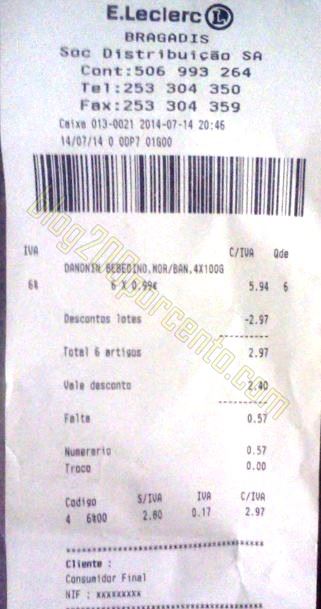 E.Leclerc L
BRAGADIS
Soc Distribuição SA
Cont:506 993 264
Tel:253 304 350
Fax:253 304 359
Caixa 013-0021 2014-07-14 20:46
14/07/14 0 0DP7 01G00
blog200porcento.com
IVA C/IVA Qde
DANONIN BEBEDINO,MOR/BAN,4X100G
6% 6 X 0.99€ 5.94 6
Descontos lotes -2.97
Total 6 artigos 2.97
Vale desconto 2.40
Falta 0.57
Numerario 0.57
Troco 0.00
Codigo S/IVA IVA C/IVA
4 6%00 2.80 0.17 2.97
Cliente :
Consumidor Final
NIF : xxxxxxxxx